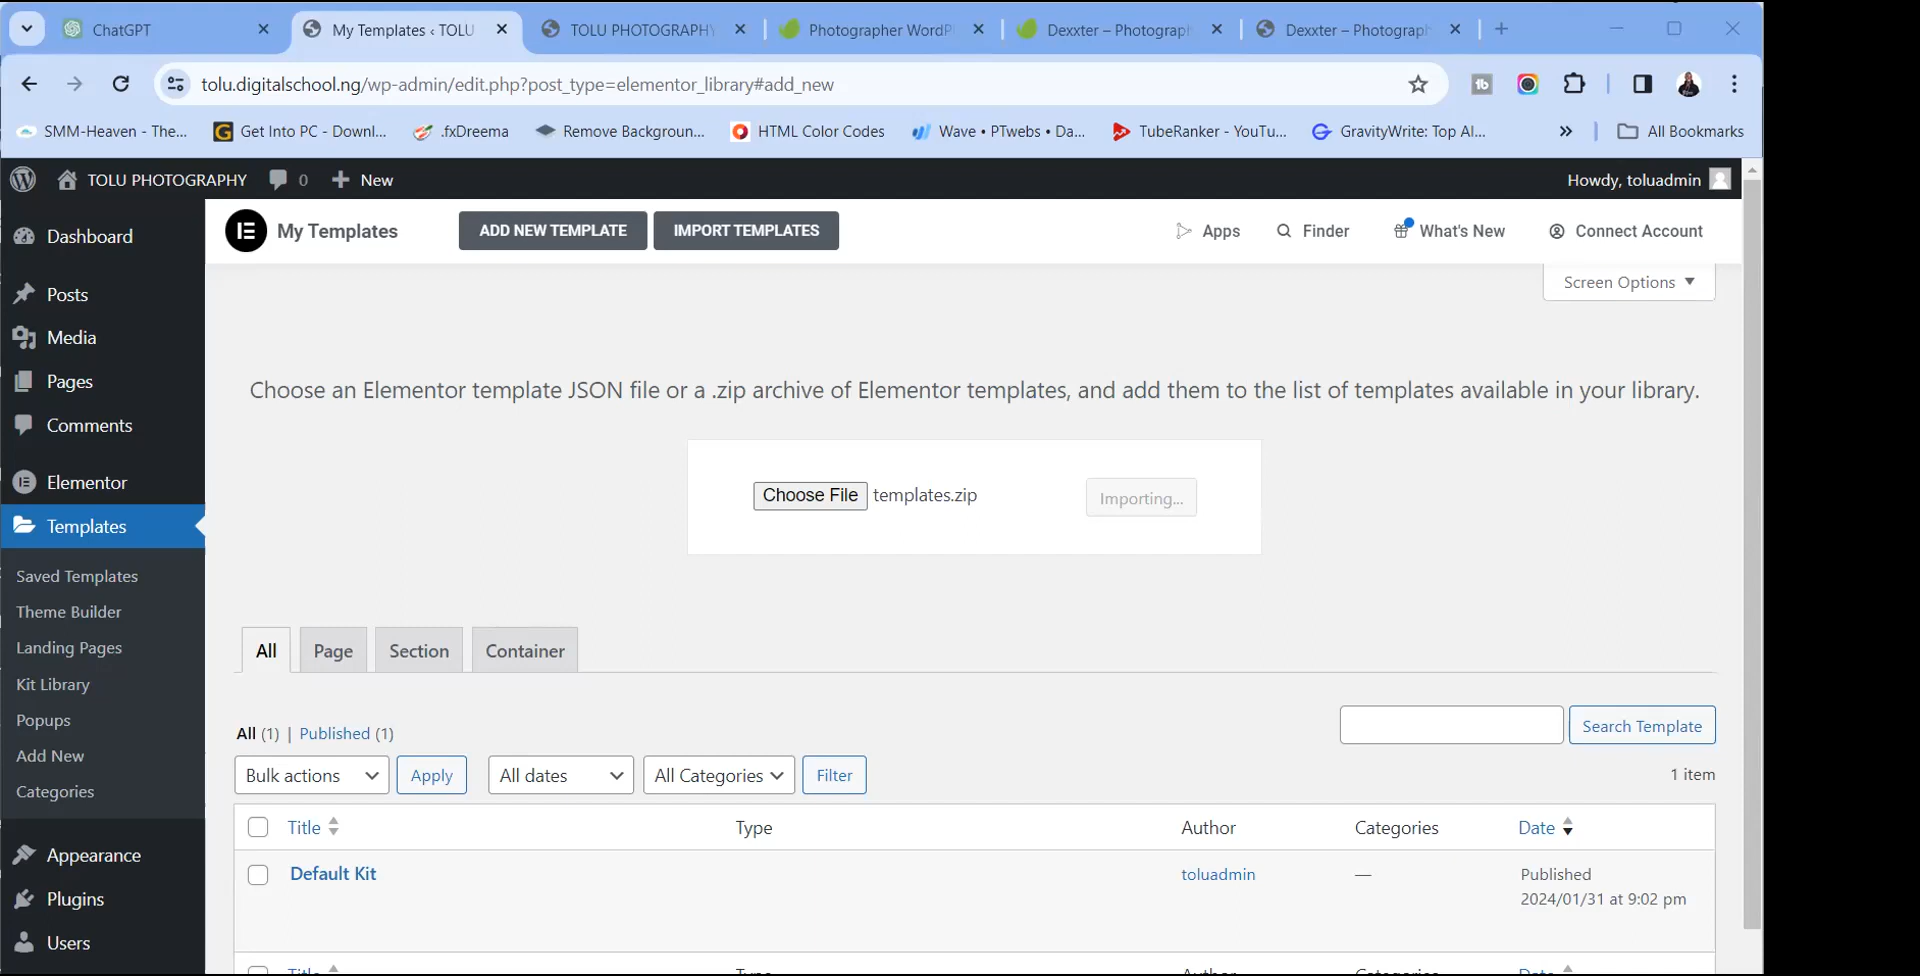 ChatGPT
My Templates ‹ TOLU
TOLU PHOTOGRAPHY
Photographer WordP
Dexxter – Photograph
Dexxter – Photograph
tolu.digitalschool.ng/wp-admin/edit.php?post_type=elementor_library#add_new
SMM-Heaven - The...
Get Into PC - Downl...
.fxDreema
Remove Backgroun...
HTML Color Codes
Wave • PTwebs • Da...
TubeRanker - YouTu...
GravityWrite: Top AI...
»
All Bookmarks
TOLU PHOTOGRAPHY
0
+ New
Howdy, toluadmin
My Templates
ADD NEW TEMPLATE
IMPORT TEMPLATES
Apps
Finder
What's New
Connect Account
Screen Options
Dashboard
Posts
Media
Pages
Comments
Elementor
Templates
Saved Templates
Theme Builder
Landing Pages
Kit Library
Popups
Add New
Categories
Appearance
Plugins
Users
Choose an Elementor template JSON file or a .zip archive of Elementor templates, and add them to the list of templates available in your library.
Choose File templates.zip
Importing...
All
Page
Section
Container
All (1) | Published (1)
Search Template
Bulk actions
Apply
All dates
All Categories
Filter
1 item
Title
Type
Author
Categories
Date
Default Kit
toluadmin
—
Published
2024/01/31 at 9:02 pm